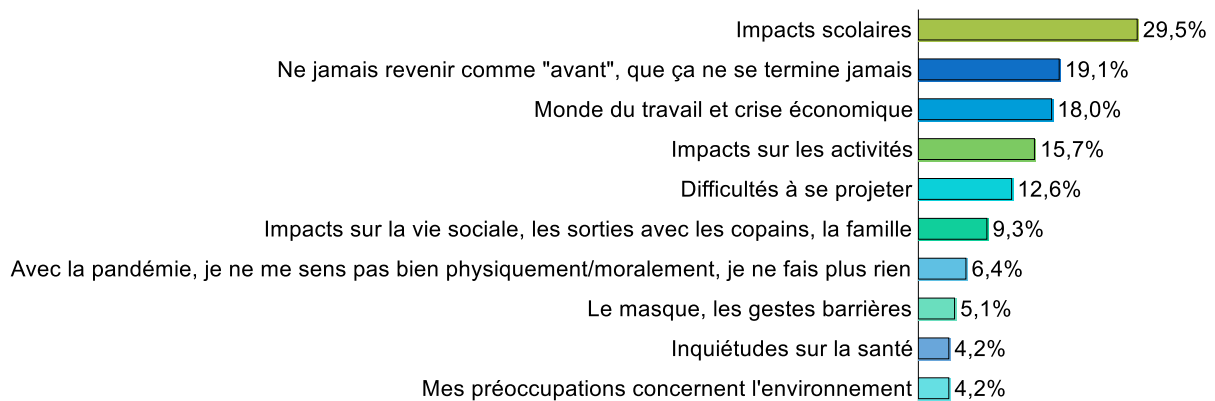 Impacts scolaires 29,5%
Ne jamais revenir comme "avant", que ça ne se termine jamais 19,1%
Monde du travail et crise économique 18,0%
Impacts sur les activités 15,7%
Difficultés à se projeter 12,6%
Impacts sur la vie sociale, les sorties avec les copains, la famille 9,3%
Avec la pandémie, je ne me sens pas bien physiquement/moralement, je ne fais plus rien 6,4%
Le masque, les gestes barrières 5,1%
Inquiétudes sur la santé 4,2%
Mes préoccupations concernent l'environnement 4,2%